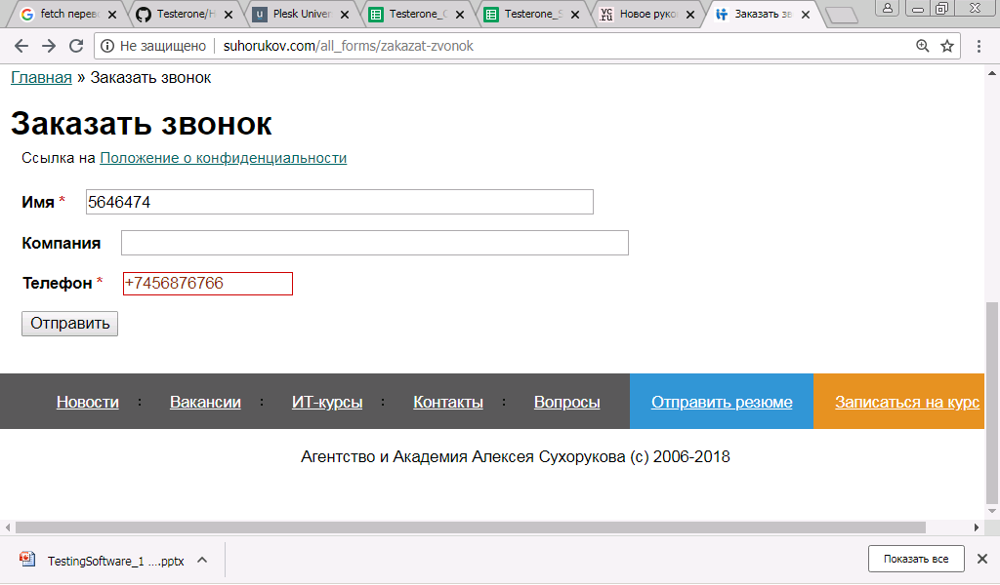 fetch перев
Testerone/H
Plesk Univer
Testerone_C
Testerone_S
Новое руко
Заказать зв
Не защищено
suhorukov.com/all_forms/zakazat-zvonok
Главная » Заказать звонок
Заказать звонок
Ссылка на Положение о конфиденциальности
Имя *
5646474
Компания
Телефон *
+7456876766
Отправить
Новости : Вакансии : ИТ-курсы : Контакты : Вопросы Отправить резюме Записаться на курс
Агентство и Академия Алексея Сухорукова (c) 2006-2018
TestingSoftware_1 ....pptx
Показать все